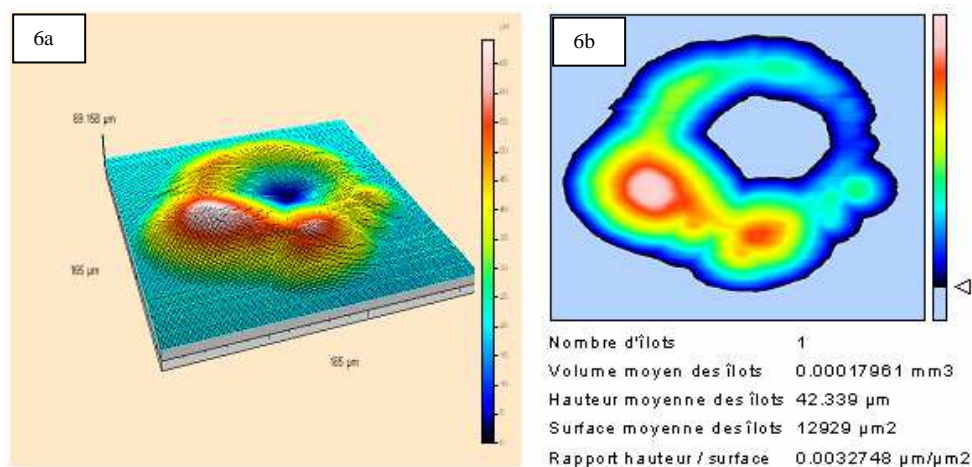 6a
6b
69.158 µm
165 µm
165 µm
Nombre d'îlots 1
Volume moyen des îlots 0.00017961 mm3
Hauteur moyenne des îlots 42.339 µm
Surface moyenne des îlots 12929 µm2
Rapport hauteur / surface 0.0032748 µm/µm2